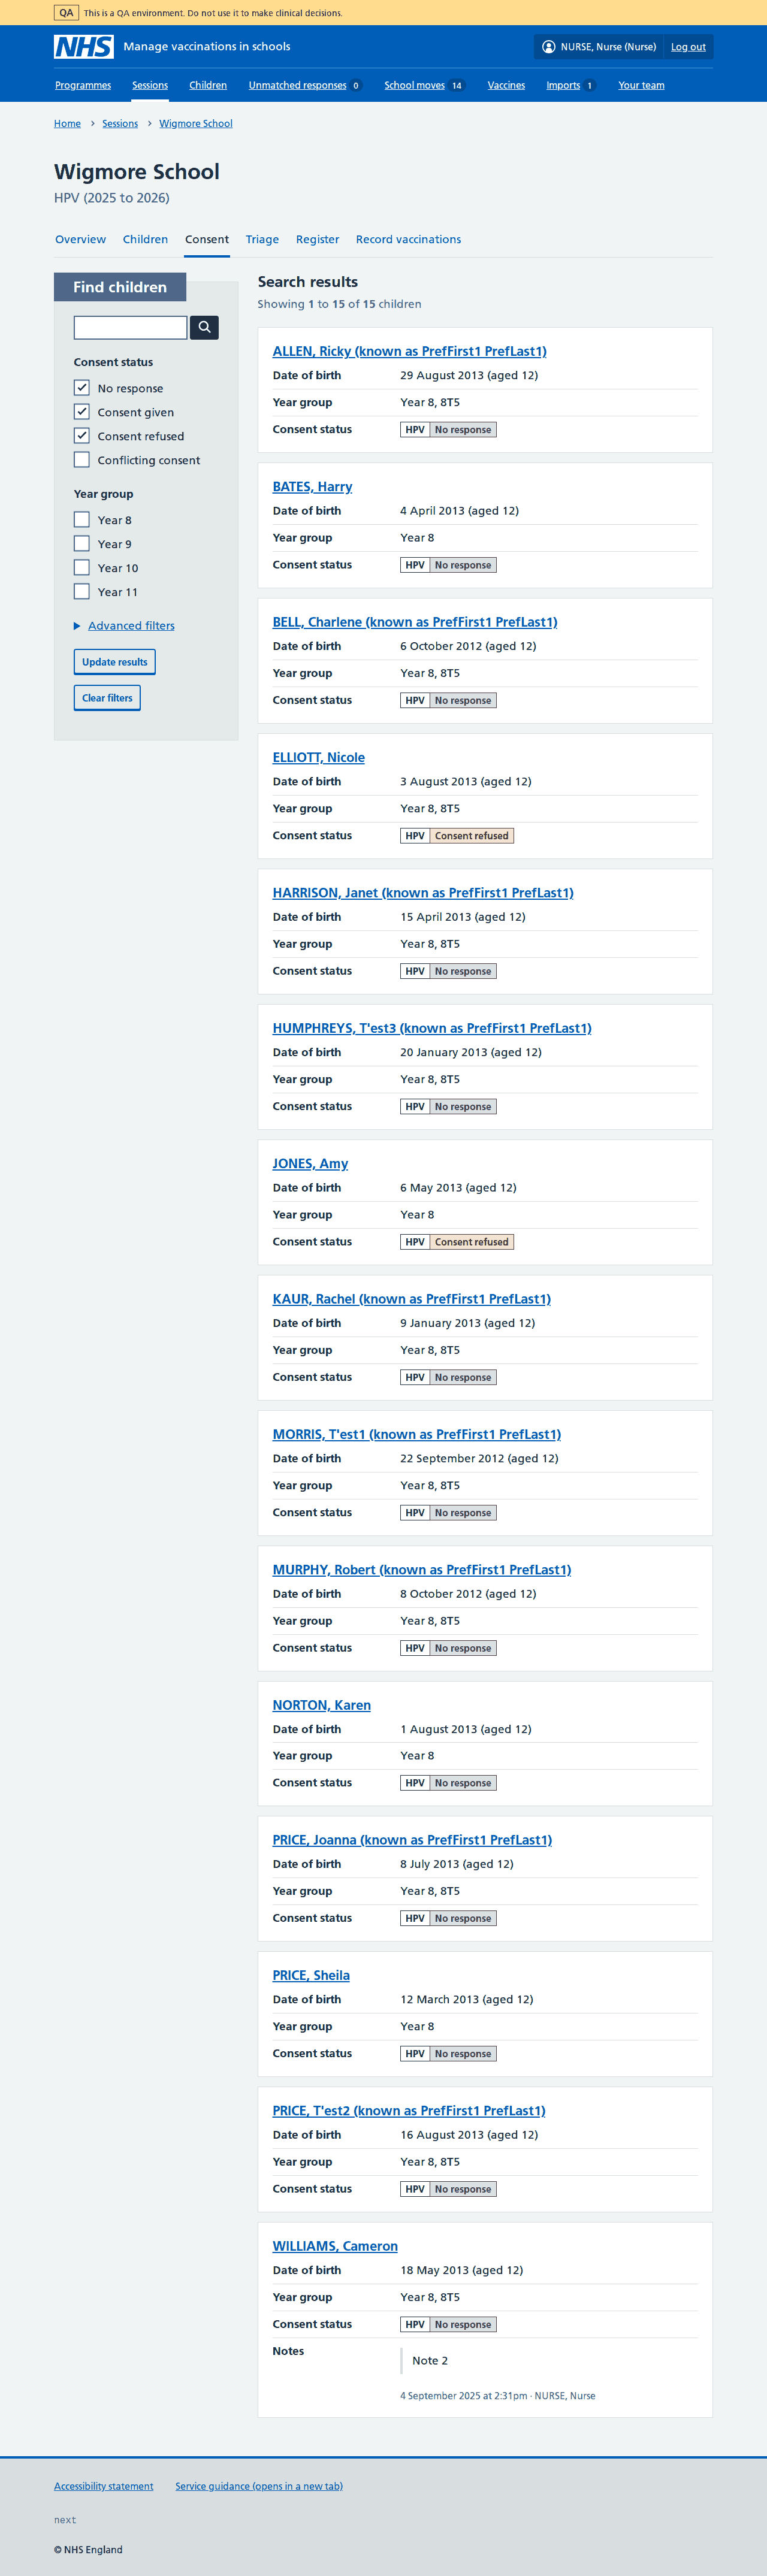 QA This is a QA environment. Do not use it to make clinical decisions.
NHS Manage vaccinations in schools
NURSE, Nurse (Nurse) Log out
Programmes Sessions Children Unmatched responses 0 School moves 14 Vaccines Imports 1 Your team
Home Sessions Wigmore School
Wigmore School
HPV (2025 to 2026)
Overview Children Consent Triage Register Record vaccinations
Find children
Consent status
No response
Consent given
Consent refused
Conflicting consent
Year group
Year 8
Year 9
Year 10
Year 11
Advanced filters
Update results
Clear filters
Search results
Showing 1 to 15 of 15 children
ALLEN, Ricky (known as PrefFirst1 PrefLast1)
Date of birth 29 August 2013 (aged 12)
Year group Year 8, 8T5
Consent status HPV No response
BATES, Harry
Date of birth 4 April 2013 (aged 12)
Year group Year 8
Consent status HPV No response
BELL, Charlene (known as PrefFirst1 PrefLast1)
Date of birth 6 October 2012 (aged 12)
Year group Year 8, 8T5
Consent status HPV No response
ELLIOTT, Nicole
Date of birth 3 August 2013 (aged 12)
Year group Year 8, 8T5
Consent status HPV Consent refused
HARRISON, Janet (known as PrefFirst1 PrefLast1)
Date of birth 15 April 2013 (aged 12)
Year group Year 8, 8T5
Consent status HPV No response
HUMPHREYS, T'est3 (known as PrefFirst1 PrefLast1)
Date of birth 20 January 2013 (aged 12)
Year group Year 8, 8T5
Consent status HPV No response
JONES, Amy
Date of birth 6 May 2013 (aged 12)
Year group Year 8
Consent status HPV Consent refused
KAUR, Rachel (known as PrefFirst1 PrefLast1)
Date of birth 9 January 2013 (aged 12)
Year group Year 8, 8T5
Consent status HPV No response
MORRIS, T'est1 (known as PrefFirst1 PrefLast1)
Date of birth 22 September 2012 (aged 12)
Year group Year 8, 8T5
Consent status HPV No response
MURPHY, Robert (known as PrefFirst1 PrefLast1)
Date of birth 8 October 2012 (aged 12)
Year group Year 8, 8T5
Consent status HPV No response
NORTON, Karen
Date of birth 1 August 2013 (aged 12)
Year group Year 8
Consent status HPV No response
PRICE, Joanna (known as PrefFirst1 PrefLast1)
Date of birth 8 July 2013 (aged 12)
Year group Year 8, 8T5
Consent status HPV No response
PRICE, Sheila
Date of birth 12 March 2013 (aged 12)
Year group Year 8
Consent status HPV No response
PRICE, T'est2 (known as PrefFirst1 PrefLast1)
Date of birth 16 August 2013 (aged 12)
Year group Year 8, 8T5
Consent status HPV No response
WILLIAMS, Cameron
Date of birth 18 May 2013 (aged 12)
Year group Year 8, 8T5
Consent status HPV No response
Notes Note 2
4 September 2025 at 2:31pm · NURSE, Nurse
Accessibility statement Service guidance (opens in a new tab)
next
© NHS England